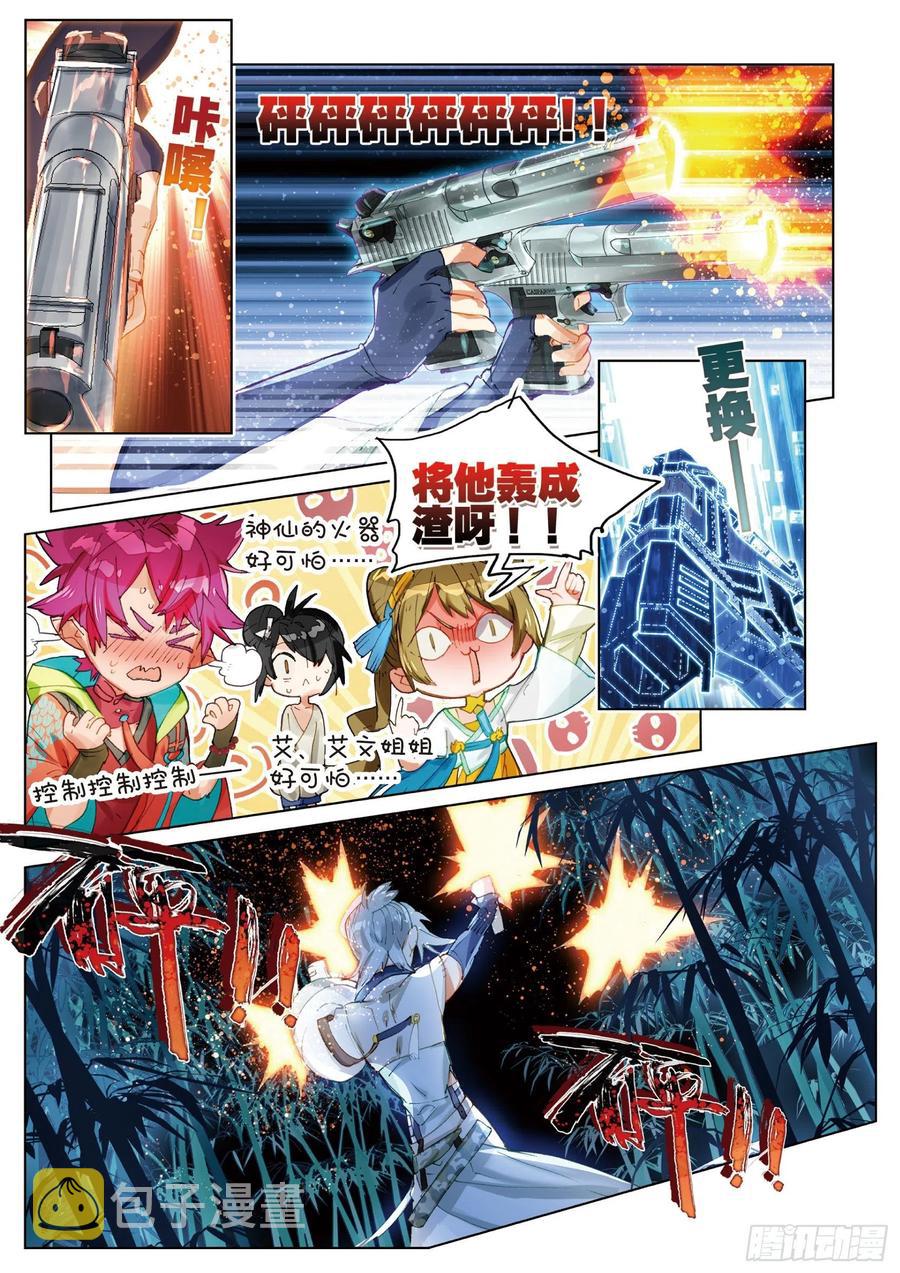 咔嚓！
砰砰砰砰砰砰！！
CASPARHH
更换——
将他轰成
渣呀！！
神仙的火器
好可怕……
控制控制控制——
艾、艾文姐姐
好可怕……
砰！！
砰！！
包子漫畫
腾讯动漫